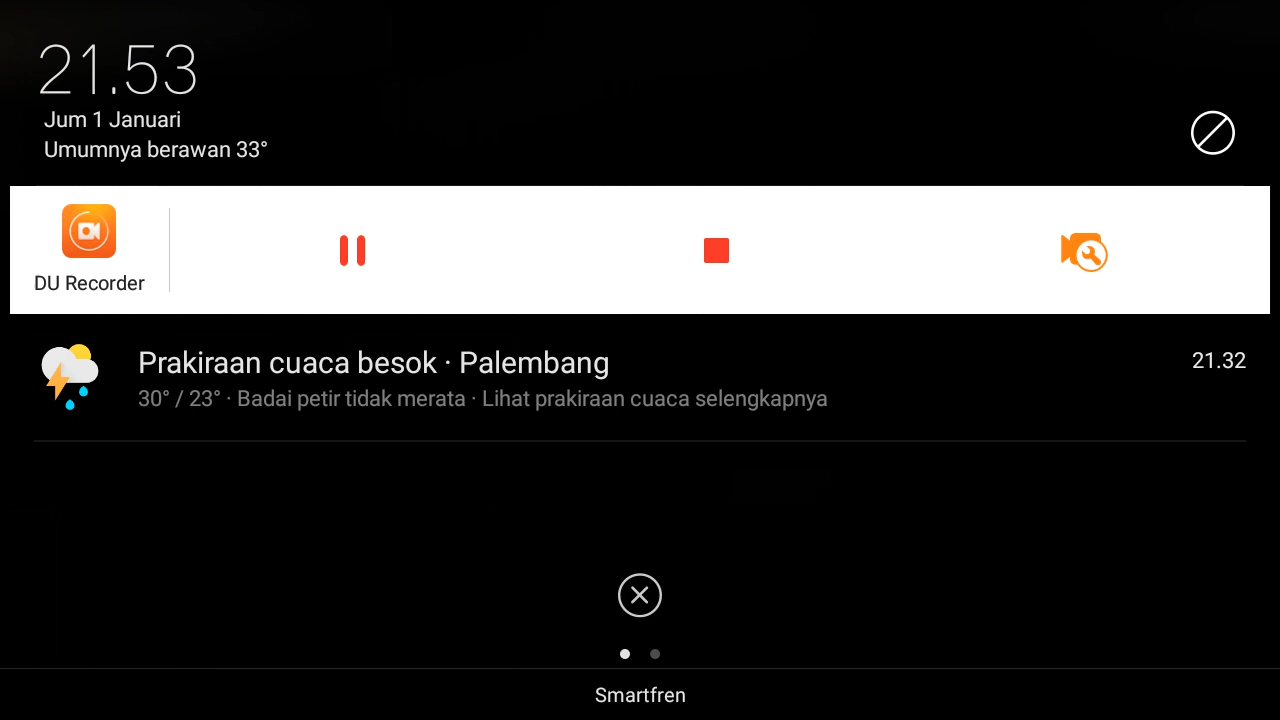 21.53
Jum 1 Januari
Umumnya berawan 33°
DU Recorder
Prakiraan cuaca besok · Palembang
21.32
30° / 23° · Badai petir tidak merata · Lihat prakiraan cuaca selengkapnya
Smartfren